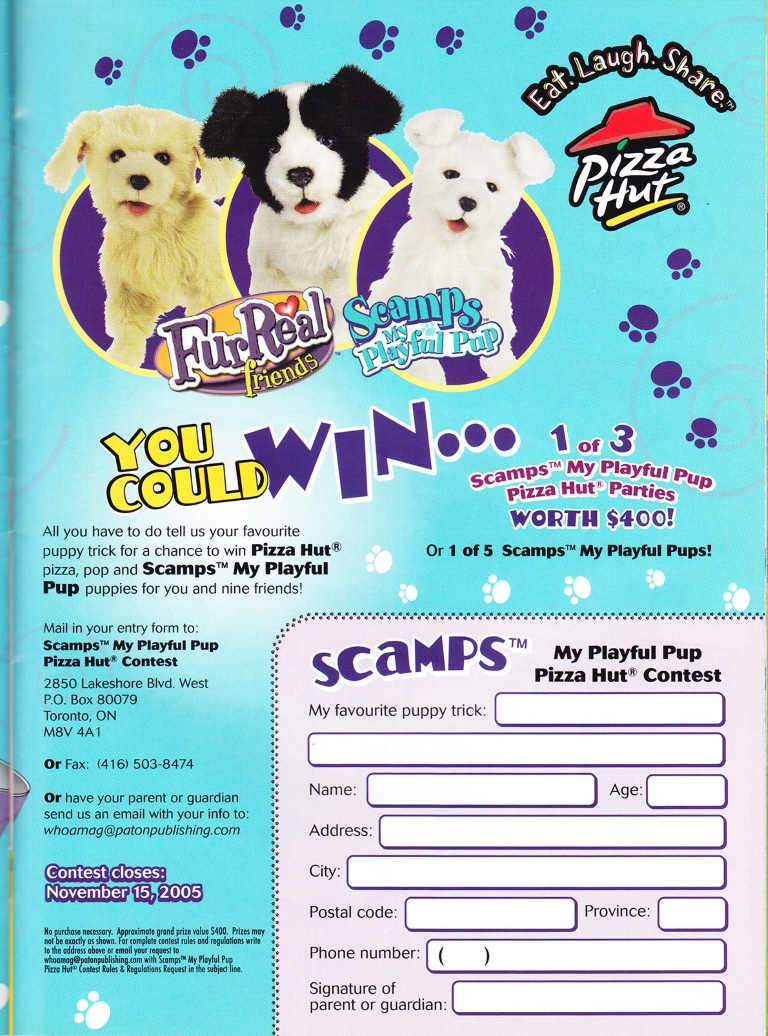 Eat. Laugh. Share.™
Pizza
Hut®
FurReal
friends™
Scamps™
My
Playful Pup
YOU
COULD
WIN...
1 of 3
Scamps™ My Playful Pup
Pizza Hut® Parties
WORTH $400!
All you have to do tell us your favourite
puppy trick for a chance to win Pizza Hut®
pizza, pop and Scamps™ My Playful
Pup puppies for you and nine friends!
Or 1 of 5 Scamps™ My Playful Pups!
Mail in your entry form to:
Scamps™ My Playful Pup
Pizza Hut® Contest
2850 Lakeshore Blvd. West
P.O. Box 80079
Toronto, ON
M8V 4A1
Or Fax: (416) 503-8474
Or have your parent or guardian
send us an email with your info to:
whoamag@patonpublishing.com
Contest closes:
November 15, 2005
No purchase necessary. Approximate grand prize value $400. Prizes may
not be exactly as shown. For complete contest rules and regulations write
to the address above or email your request to
whoamag@patonpublishing.com with Scamps™ My Playful Pup
Pizza Hut® Contest Rules & Regulations Request in the subject line.
SCAMPS™
My Playful Pup
Pizza Hut® Contest
My favourite puppy trick:
Name:
Age:
Address:
City:
Postal code:
Province:
Phone number: ( )
Signature of
parent or guardian: